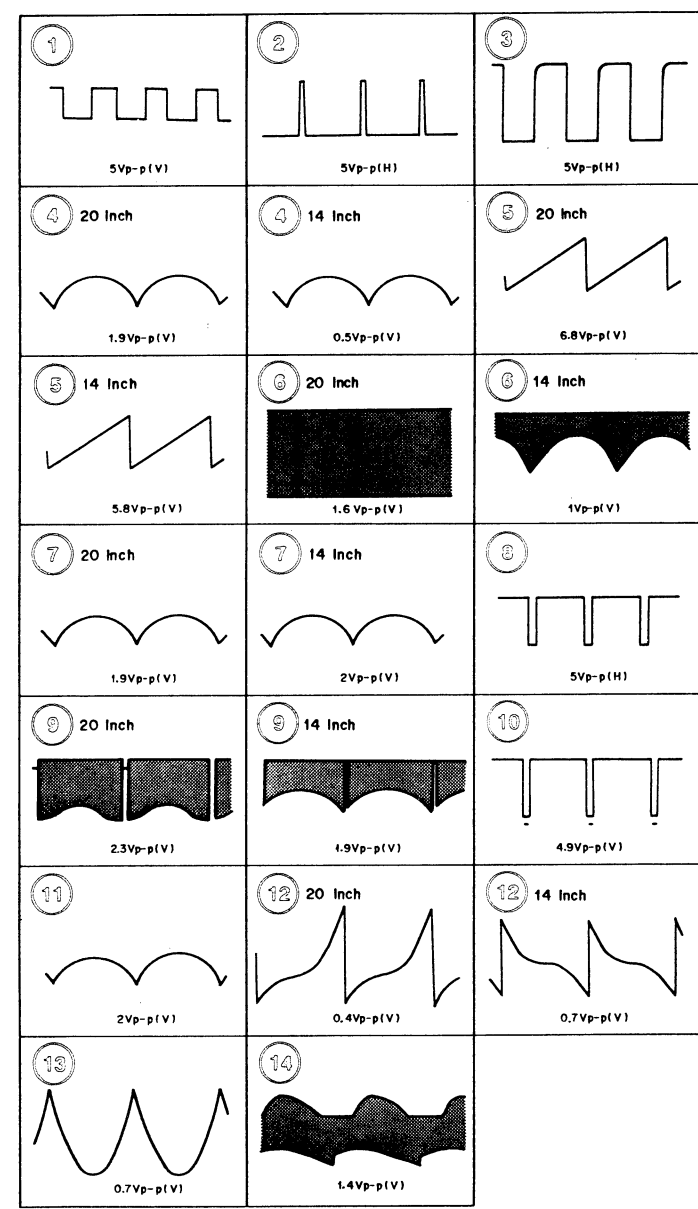 1
5Vp-p(V)
2
5Vp-p(H)
3
5Vp-p(H)
4 20 Inch
1.9Vp-p(V)
4 14 Inch
0.5Vp-p(V)
5 20 Inch
6.8Vp-p(V)
5 14 Inch
5.8Vp-p(V)
6 20 Inch
1.6Vp-p(V)
6 14 Inch
1Vp-p(V)
7 20 Inch
1.9Vp-p(V)
7 14 Inch
2Vp-p(V)
8
5Vp-p(H)
9 20 Inch
2.3Vp-p(V)
9 14 Inch
1.9Vp-p(V)
10
4.9Vp-p(V)
11
2Vp-p(V)
12 20 Inch
0.4Vp-p(V)
12 14 Inch
0.7Vp-p(V)
13
0.7Vp-p(V)
14
1.4Vp-p(V)